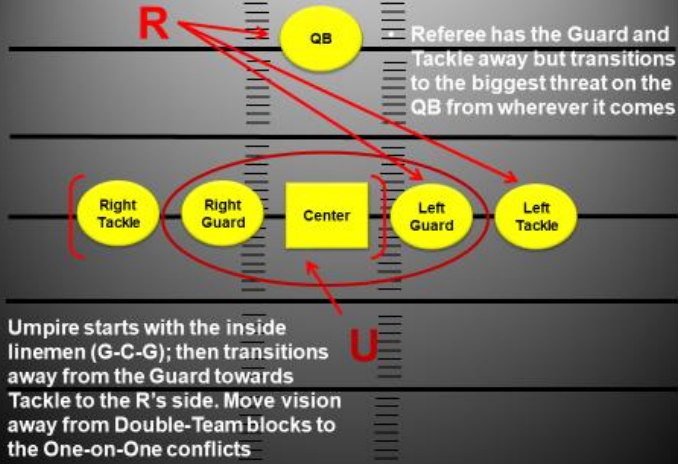 R
QB
• Referee has the Guard and
Tackle away but transitions
to the biggest threat on the
QB from wherever it comes
Right
Tackle
Right
Guard
Center
Left
Guard
Left
Tackle
U
Umpire starts with the inside
linemen (G-C-G); then transitions
away from the Guard towards
Tackle to the R's side. Move vision
away from Double-Team blocks to
the One-on-One conflicts